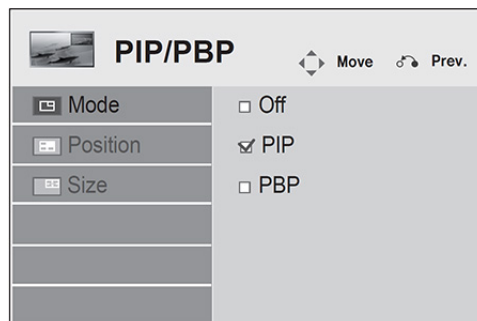 PIP/PBP Move Prev.
Mode
Off
Position
PIP
Size
PBP